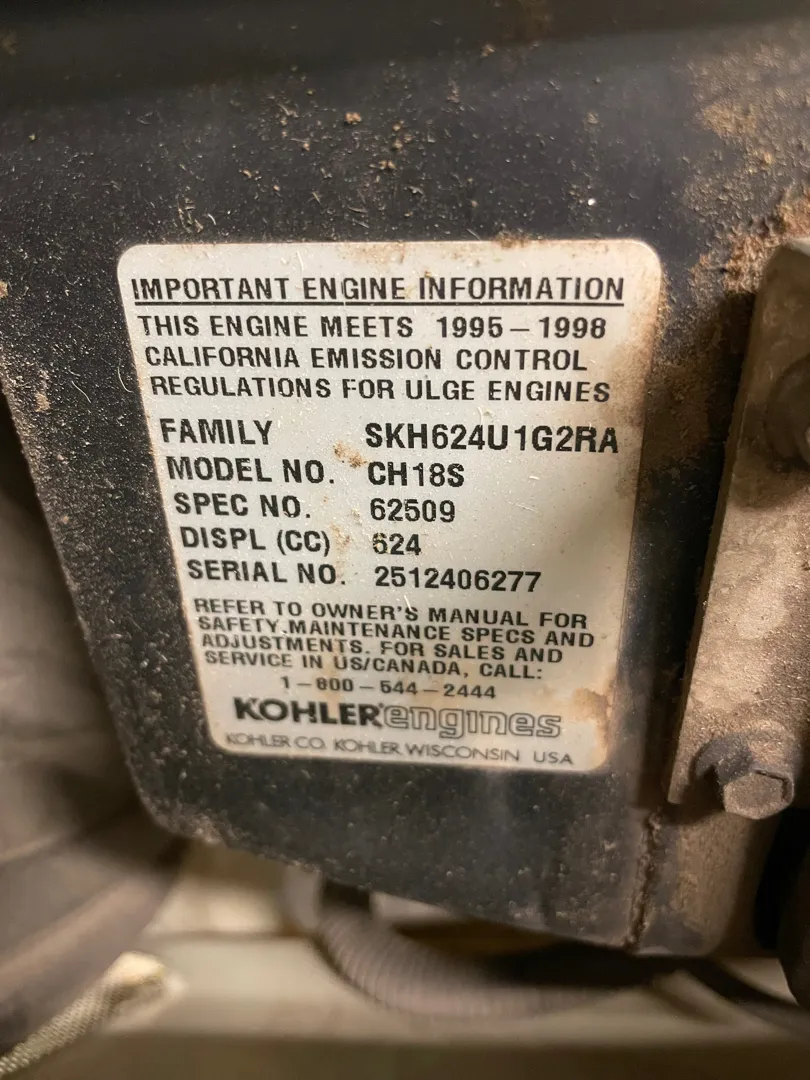 IMPORTANT ENGINE INFORMATION
THIS ENGINE MEETS 1995-1998
CALIFORNIA EMISSION CONTROL
REGULATIONS FOR ULGE ENGINES
FAMILY SKH624U1G2RA
MODEL NO. CH18S
SPEC NO. 62509
DISPL (CC) 624
SERIAL NO. 2512406277
REFER TO OWNER'S MANUAL FOR
SAFETY, MAINTENANCE SPECS AND
ADJUSTMENTS. FOR SALES AND
SERVICE IN US/CANADA, CALL:
1-800-544-2444
KOHLER engines
KOHLER CO. KOHLER, WISCONSIN USA